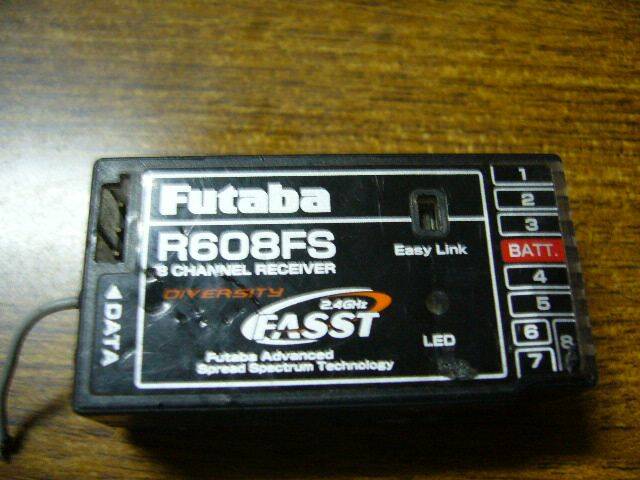 Futaba
R608FS
8 CHANNEL RECEIVER
DIVERSITY
2.4GHz
FASST
Futaba Advanced
Spread Spectrum Technology
Easy Link
LED
◀DATA
1
2
3
BATT.
4
5
6
7
8